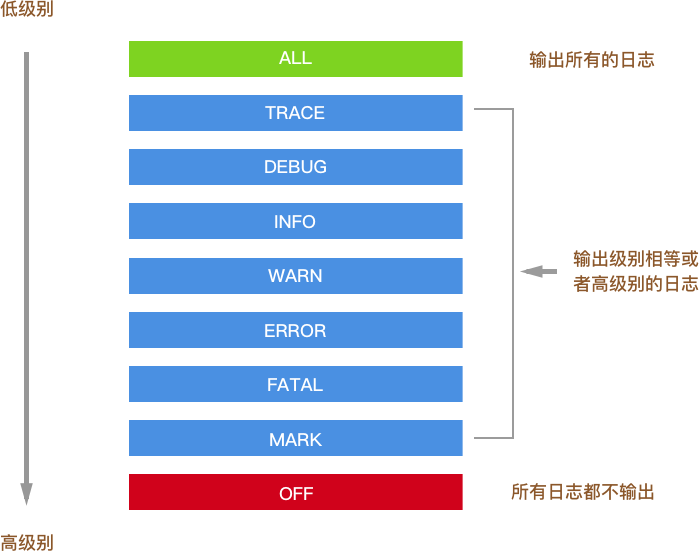 低级别
ALL
输出所有的日志
TRACE
DEBUG
INFO
WARN
输出级别相等或
者高级别的日志
ERROR
FATAL
MARK
OFF
所有日志都不输出
高级别